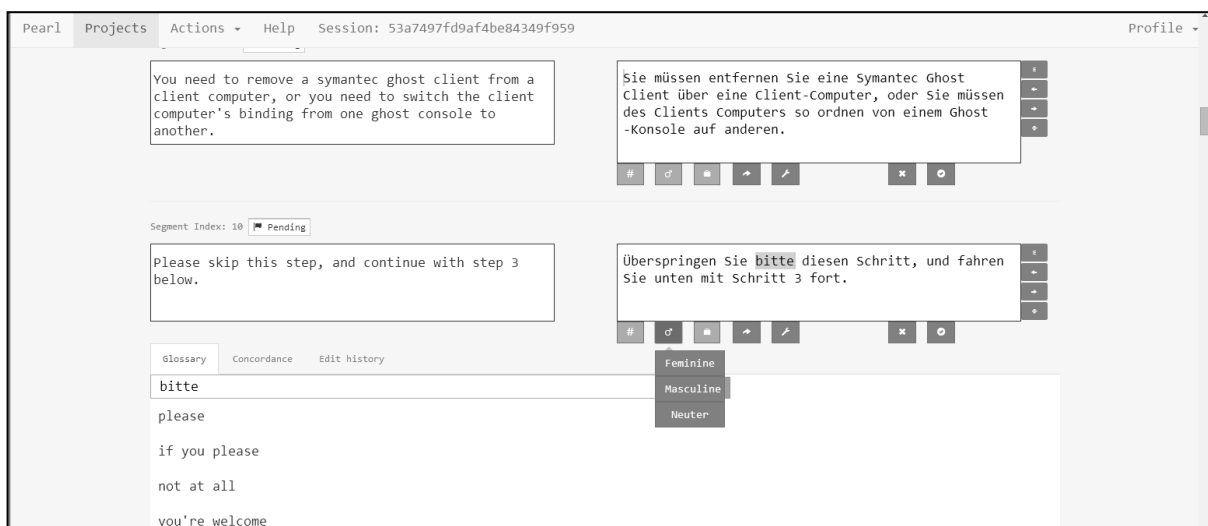 Pearl Projects Actions Help Session: 53a7497fd9af4be84349f959 Profile
You need to remove a symantec ghost client from a
client computer, or you need to switch the client
computer's binding from one ghost console to
another.
Sie müssen entfernen Sie eine Symantec Ghost
Client über eine Client-Computer, oder Sie müssen
des Clients Computers so ordnen von einem Ghost
-Konsole auf anderen.
#
Segment Index: 10 Pending
Please skip this step, and continue with step 3
below.
Überspringen Sie bitte diesen Schritt, und fahren
Sie unten mit Schritt 3 fort.
#
Feminine
Masculine
Neuter
Glossary Concordance Edit history
bitte
please
if you please
not at all
you're welcome